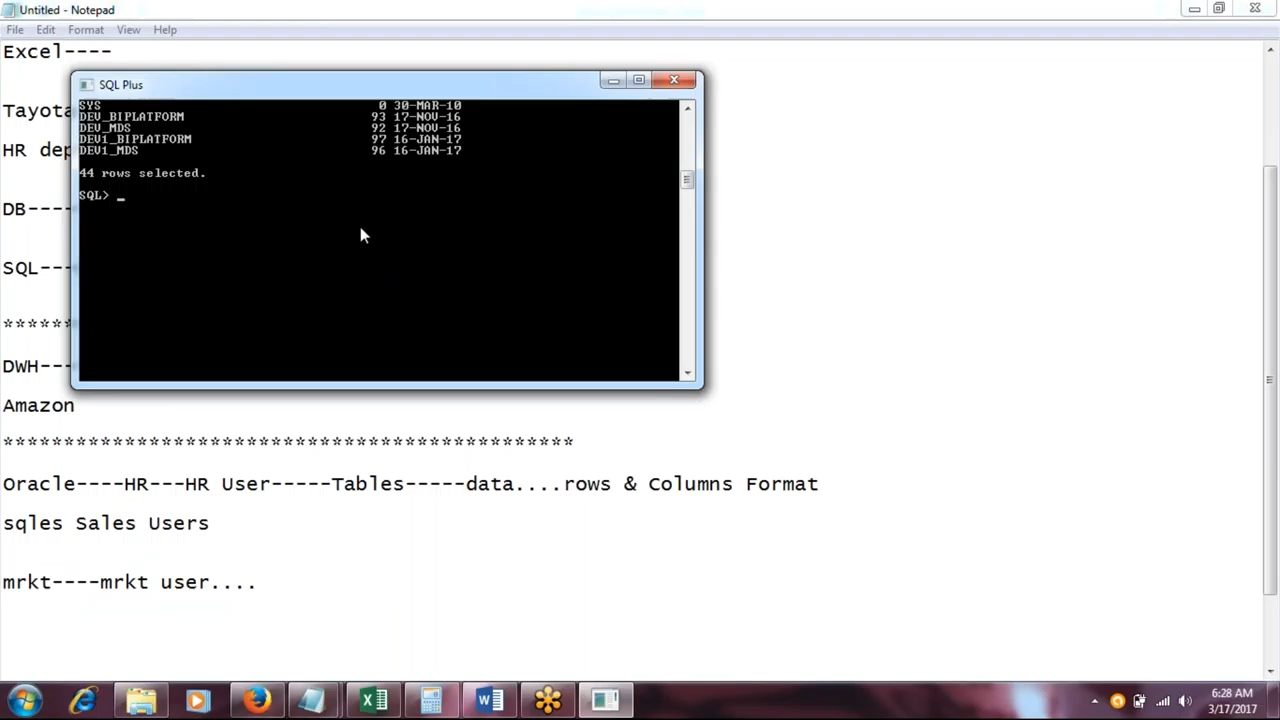 Untitled - Notepad
File Edit Format View Help
Excel----
SQL Plus
Tayota
HR dep
DB----
SQL---
SYS 0 30-MAR-10
DEV_BIPLATFORM 93 17-NOV-16
DEV_MDS 92 17-NOV-16
DEV1_BIPLATFORM 97 16-JAN-17
DEV1_MDS 96 16-JAN-17
44 rows selected.
SQL> _
******
DWH---
Amazon
***********************************************
Oracle----HR---HR User-----Tables-----data....rows & Columns Format
sqles Sales Users
mrkt----mrkt user....
6:28 AM
3/17/2017